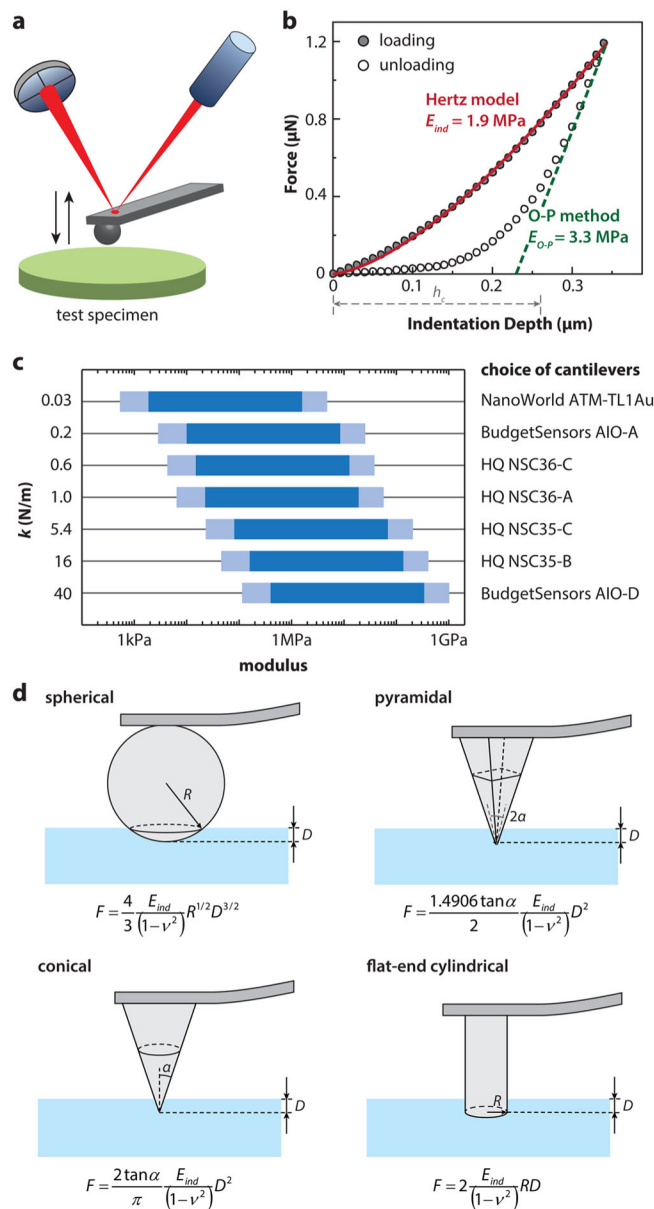 a
test specimen
b
loading
unloading
Hertz model
E_ind = 1.9 MPa
O-P method
E_O-P = 3.3 MPa
Force (μN)
1.2
0.8
0.4
0
0 0.1 0.2 0.3
h_c
Indentation Depth (μm)
c
choice of cantilevers
k (N/m)
0.03 NanoWorld ATM-TL1Au
0.2 BudgetSensors AIO-A
0.6 HQ NSC36-C
1.0 HQ NSC36-A
5.4 HQ NSC35-C
16 HQ NSC35-B
40 BudgetSensors AIO-D
1kPa 1MPa 1GPa
modulus
d
spherical
R
D
F = 4/3 E_ind/(1−ν²) R^1/2 D^3/2
pyramidal
2α
D
F = 1.4906 tanα/2 E_ind/(1−ν²) D²
conical
α
D
F = 2 tanα/π E_ind/(1−ν²) D²
flat-end cylindrical
R
D
F = 2 E_ind/(1−ν²) RD